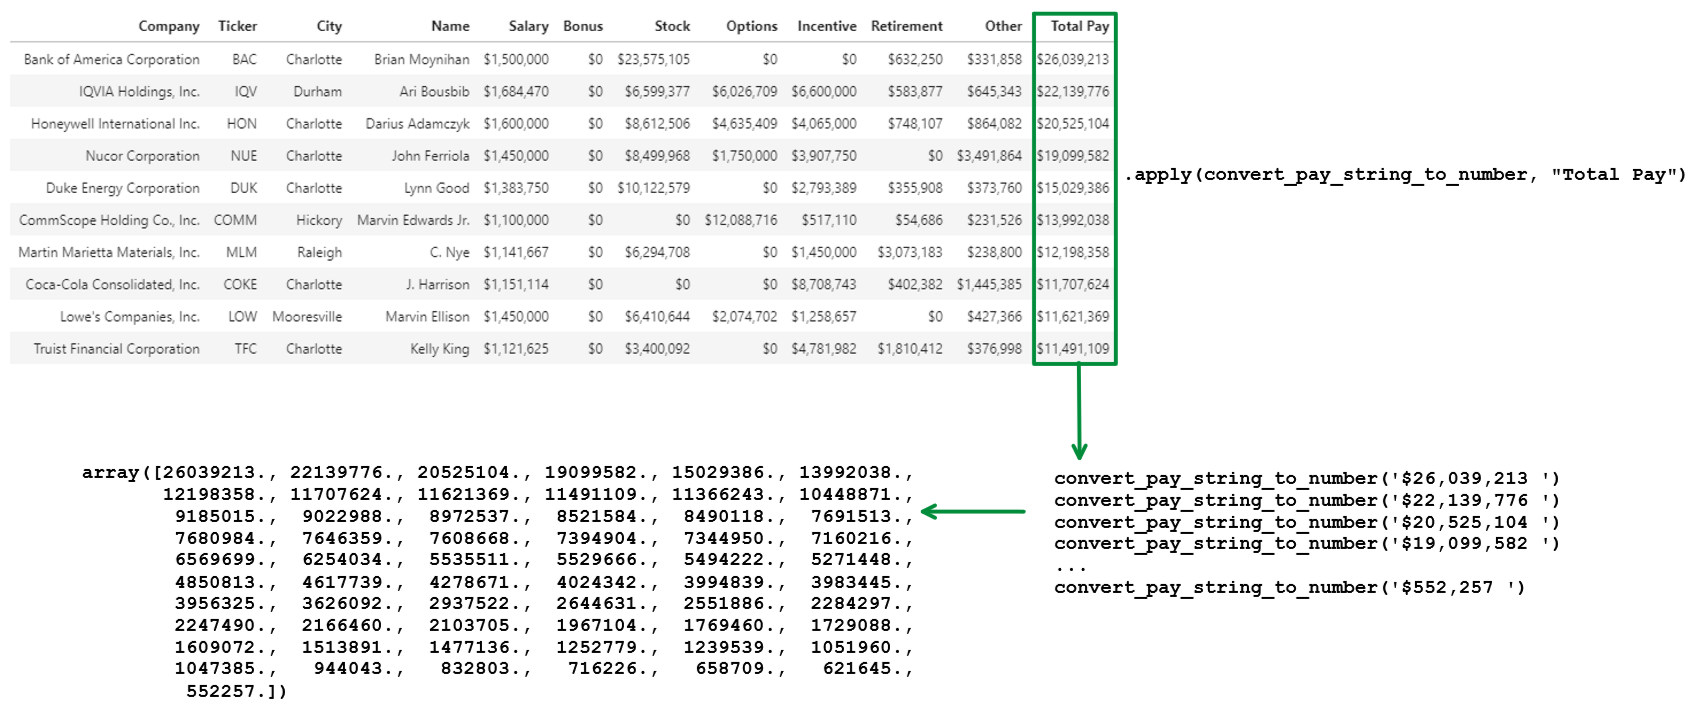 Company Ticker City Name Salary Bonus Stock Options Incentive Retirement Other Total Pay
Bank of America Corporation BAC Charlotte Brian Moynihan $1,500,000 $0 $23,575,105 $0 $0 $632,250 $331,858 $26,039,213
IQVIA Holdings, Inc. IQV Durham Ari Bousbib $1,684,470 $0 $6,599,377 $6,026,709 $6,600,000 $583,877 $645,343 $22,139,776
Honeywell International Inc. HON Charlotte Darius Adamczyk $1,600,000 $0 $8,612,506 $4,635,409 $4,065,000 $748,107 $864,082 $20,525,104
Nucor Corporation NUE Charlotte John Ferriola $1,450,000 $0 $8,499,968 $1,750,000 $3,907,750 $0 $3,491,864 $19,099,582
Duke Energy Corporation DUK Charlotte Lynn Good $1,383,750 $0 $10,122,579 $0 $2,793,389 $355,908 $373,760 $15,029,386
CommScope Holding Co., Inc. COMM Hickory Marvin Edwards Jr. $1,100,000 $0 $0 $12,088,716 $517,110 $54,686 $231,526 $13,992,038
Martin Marietta Materials, Inc. MLM Raleigh C. Nye $1,141,667 $0 $6,294,708 $0 $1,450,000 $3,073,183 $238,800 $12,198,358
Coca-Cola Consolidated, Inc. COKE Charlotte J. Harrison $1,151,114 $0 $0 $0 $8,708,743 $402,382 $1,445,385 $11,707,624
Lowe's Companies, Inc. LOW Mooresville Marvin Ellison $1,450,000 $0 $6,410,644 $2,074,702 $1,258,657 $0 $427,366 $11,621,369
Truist Financial Corporation TFC Charlotte Kelly King $1,121,625 $0 $3,400,092 $0 $4,781,982 $1,810,412 $376,998 $11,491,109
.apply(convert_pay_string_to_number, "Total Pay")
convert_pay_string_to_number('$26,039,213 ')
convert_pay_string_to_number('$22,139,776 ')
convert_pay_string_to_number('$20,525,104 ')
convert_pay_string_to_number('$19,099,582 ')
...
convert_pay_string_to_number('$552,257 ')
array([26039213., 22139776., 20525104., 19099582., 15029386., 13992038.,
12198358., 11707624., 11621369., 11491109., 11366243., 10448871.,
9185015., 9022988., 8972537., 8521584., 8490118., 7691513.,
7680984., 7646359., 7608668., 7394904., 7344950., 7160216.,
6569699., 6254034., 5535511., 5529666., 5494222., 5271448.,
4850813., 4617739., 4278671., 4024342., 3994839., 3983445.,
3956325., 3626092., 2937522., 2644631., 2551886., 2284297.,
2247490., 2166460., 2103705., 1967104., 1769460., 1729088.,
1609072., 1513891., 1477136., 1252779., 1239539., 1051960.,
1047385., 944043., 832803., 716226., 658709., 621645.,
552257.])